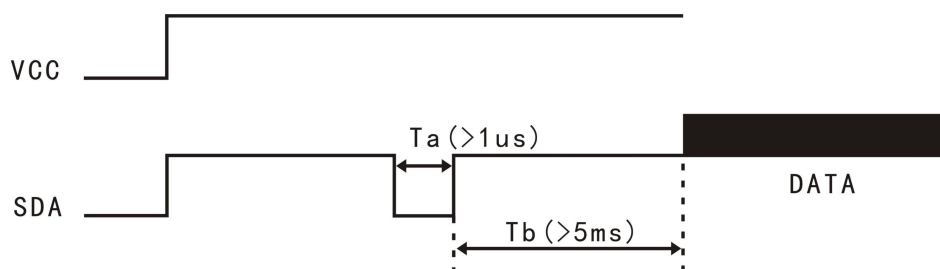 VCC
Ta(>1us)
SDA
DATA
Tb(>5ms)